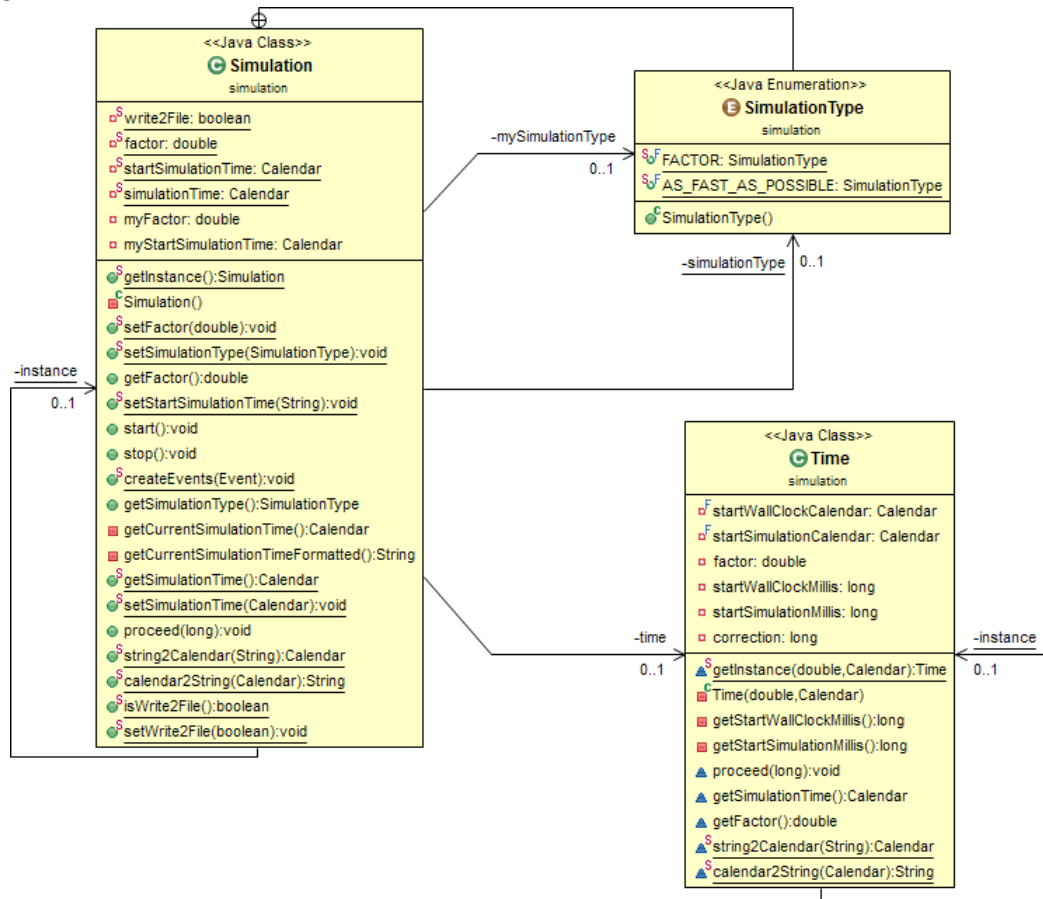 <<Java Class>>
C Simulation
simulation
S write2File: boolean
S factor: double
S startSimulationTime: Calendar
S simulationTime: Calendar
myFactor: double
myStartSimulationTime: Calendar
S getInstance():Simulation
C Simulation()
S setFactor(double):void
S setSimulationType(SimulationType):void
getFactor():double
S setStartSimulationTime(String):void
start():void
stop():void
S createEvents(Event):void
getSimulationType():SimulationType
getCurrentSimulationTime():Calendar
getCurrentSimulationTimeFormatted():String
S getSimulationTime():Calendar
S setSimulationTime(Calendar):void
proceed(long):void
S string2Calendar(String):Calendar
S calendar2String(Calendar):String
S isWrite2File():boolean
S setWrite2File(boolean):void
-instance
0..1
-mySimulationType
0..1
<<Java Enumeration>>
E SimulationType
simulation
S F FACTOR: SimulationType
S F AS_FAST_AS_POSSIBLE: SimulationType
C SimulationType()
-simulationType
0..1
-time
0..1
<<Java Class>>
C Time
simulation
F startWallClockCalendar: Calendar
F startSimulationCalendar: Calendar
factor: double
startWallClockMillis: long
startSimulationMillis: long
correction: long
S getInstance(double,Calendar):Time
C Time(double,Calendar)
getStartWallClockMillis():long
getStartSimulationMillis():long
proceed(long):void
getSimulationTime():Calendar
getFactor():double
S string2Calendar(String):Calendar
S calendar2String(Calendar):String
-instance
0..1